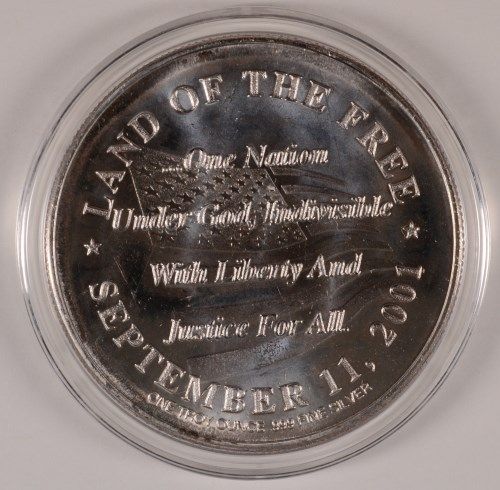 LAND OF THE FREE
...One Nation
Under God, Indivisible
With Liberty And
Justice For All.
SEPTEMBER 11, 2001
ONE TROY OUNCE .999 FINE SILVER